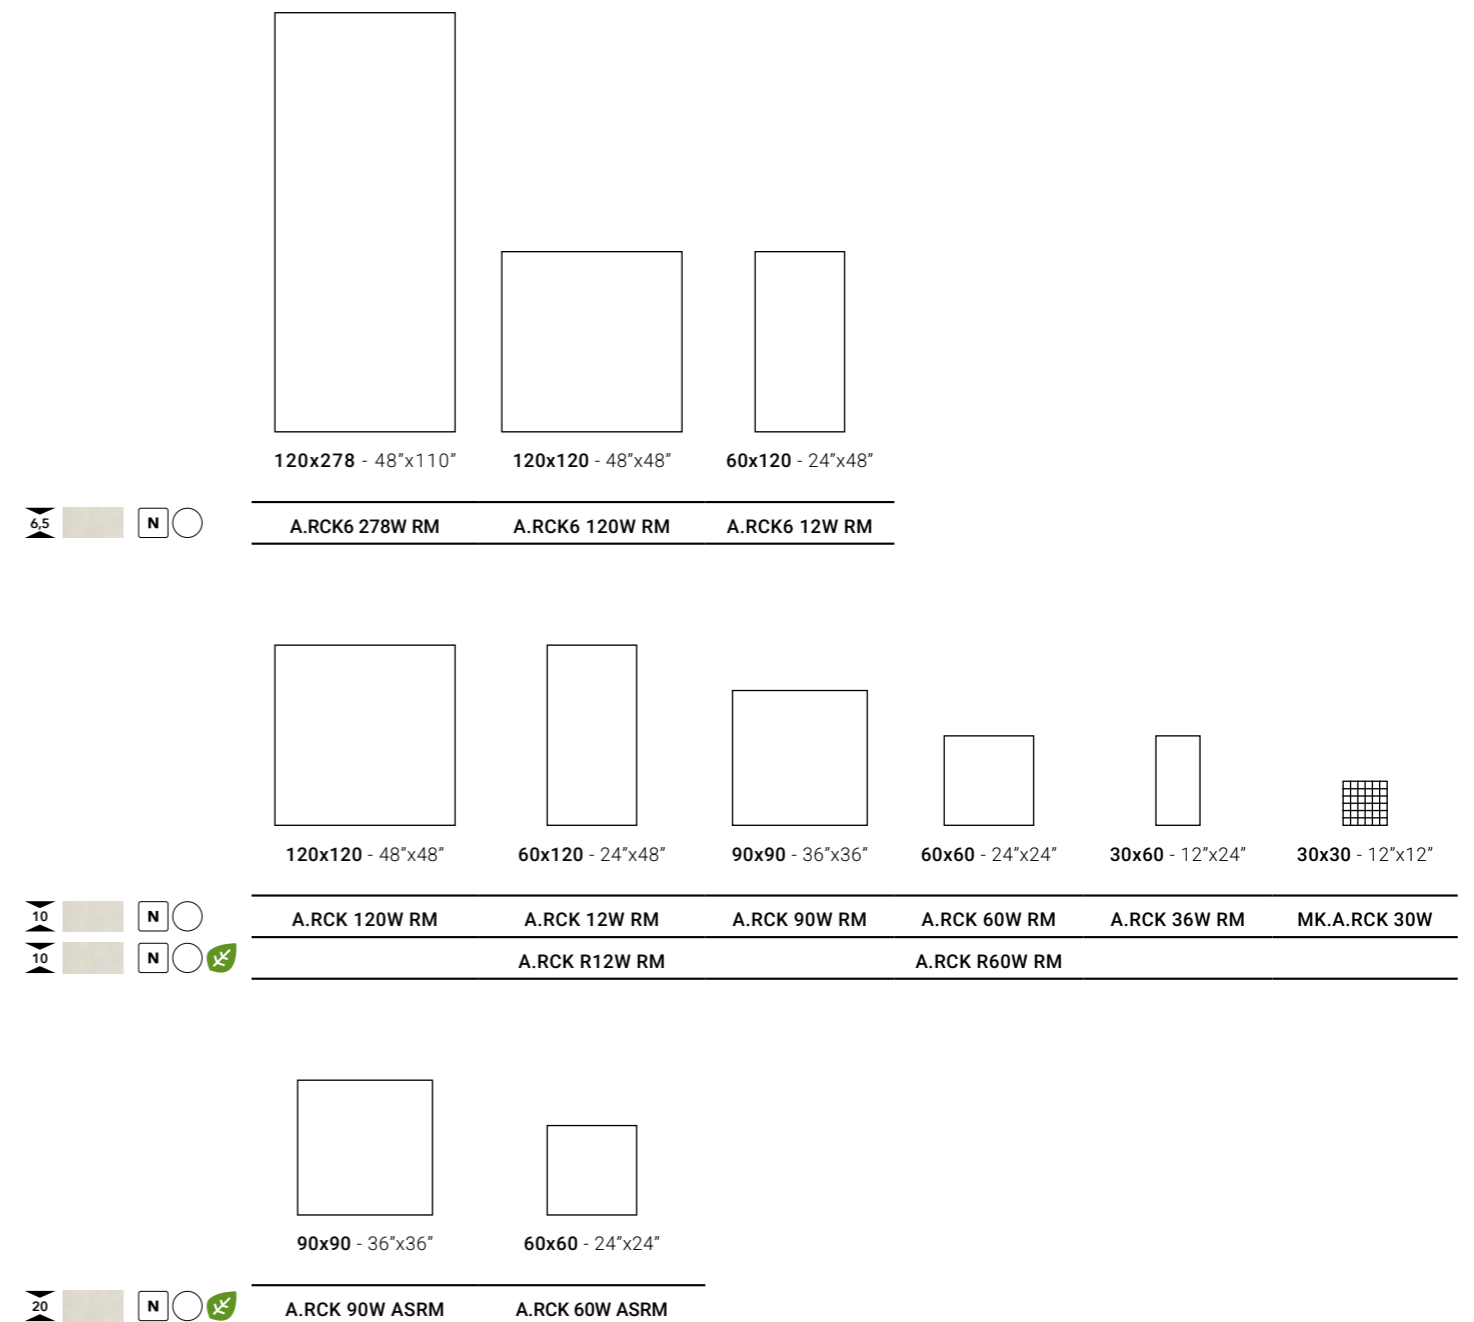 120x278 - 48”x110” 120x120 - 48”x48” 60x120 - 24”x48”
6,5 N A.RCK6 278W RM A.RCK6 120W RM A.RCK6 12W RM
120x120 - 48”x48” 60x120 - 24”x48” 90x90 - 36”x36” 60x60 - 24”x24” 30x60 - 12”x24” 30x30 - 12”x12”
10 N A.RCK 120W RM A.RCK 12W RM A.RCK 90W RM A.RCK 60W RM A.RCK 36W RM MK.A.RCK 30W
10 N A.RCK R12W RM A.RCK R60W RM
90x90 - 36”x36” 60x60 - 24”x24”
20 N A.RCK 90W ASRM A.RCK 60W ASRM